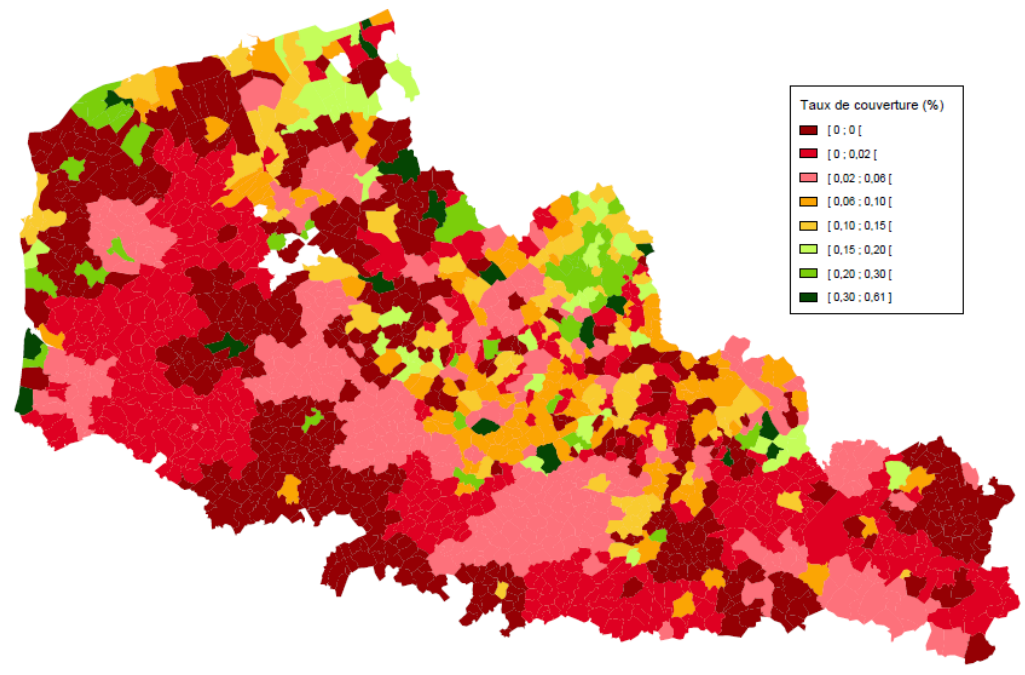 Taux de couverture (%)
[ 0 ; 0 [
[ 0 ; 0,02 [
[ 0,02 ; 0,06 [
[ 0,06 ; 0,10 [
[ 0,10 ; 0,15 [
[ 0,15 ; 0,20 [
[ 0,20 ; 0,30 [
[ 0,30 ; 0,61 ]